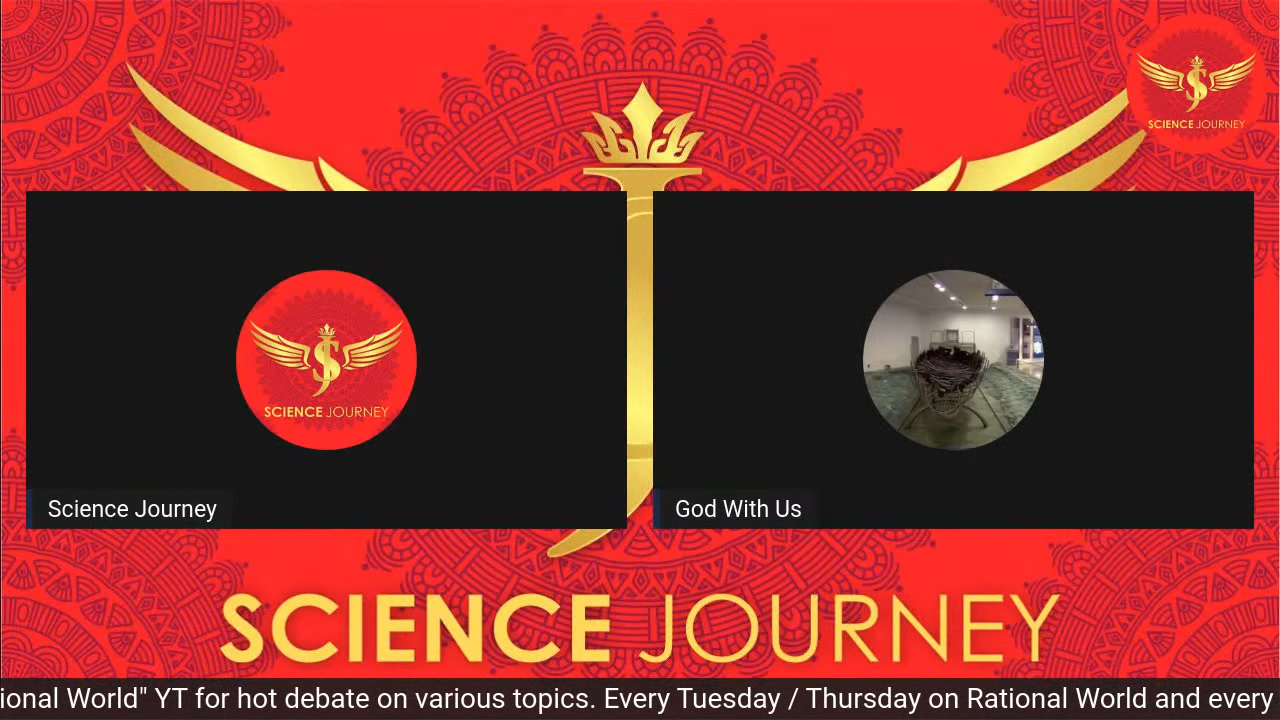 SCIENCE JOURNEY
SCIENCE JOURNEY
Science Journey
God With Us
SCIENCE JOURNEY
ional World" YT for hot debate on various topics. Every Tuesday / Thursday on Rational World and every